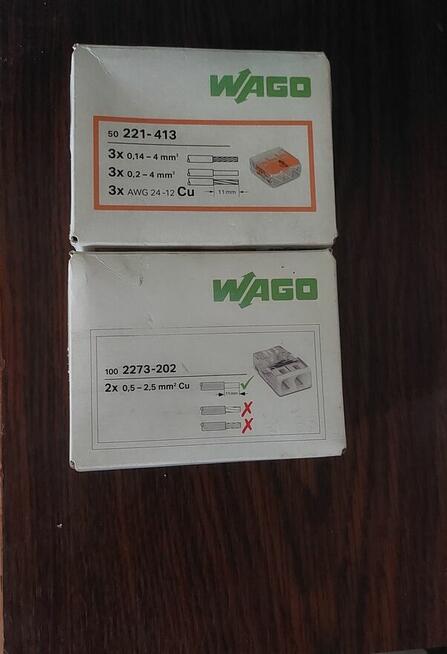 WAGO
50 221-413
3x 0,14 – 4 mm²
3x 0,2 – 4 mm²
3x AWG 24 -12 Cu 11 mm
WAGO
100 2273-202
2x 0,5 – 2,5 mm² Cu
11 mm